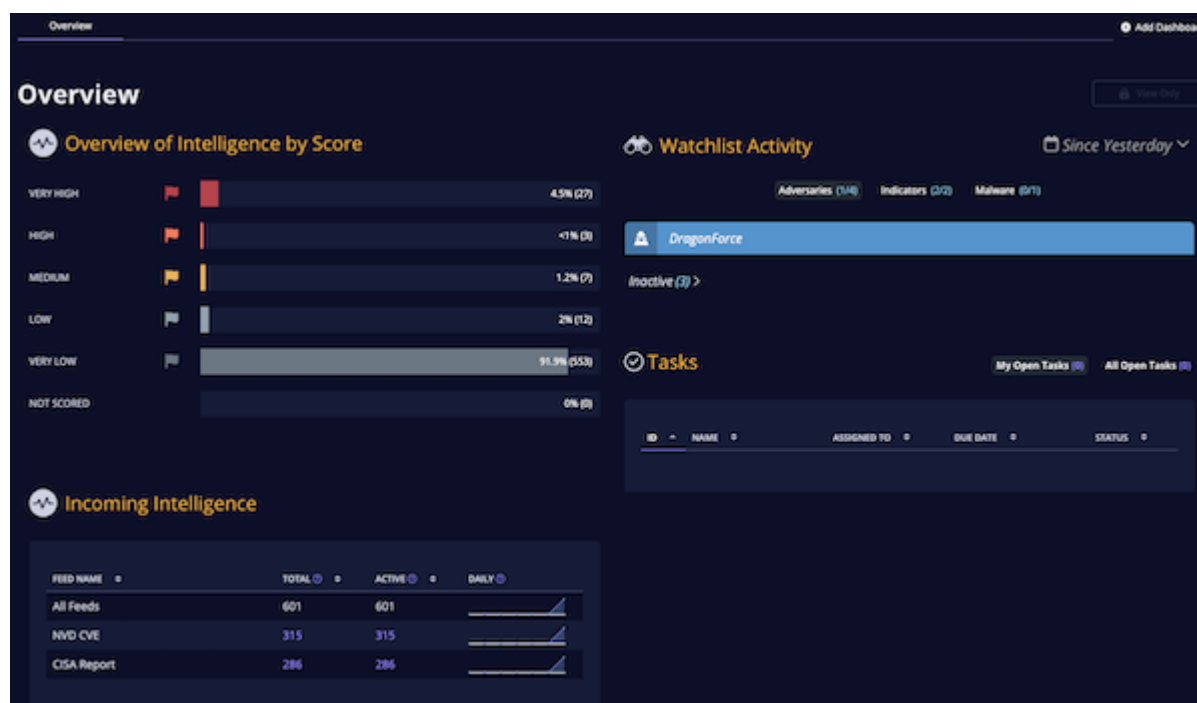 Overview
Add Dashboa
Overview
View Only
Overview of Intelligence by Score
VERY HIGH 4.5% (27)
HIGH <1% (3)
MEDIUM 1.2% (7)
LOW 2% (12)
VERY LOW 91.9% (553)
NOT SCORED 0% (0)
Incoming Intelligence
FEED NAME TOTAL ACTIVE DAILY
All Feeds 601 601
NVD CVE 315 315
CISA Report 286 286
Watchlist Activity Since Yesterday
Adversaries (1/4) Indicators (2/2) Malware (0/1)
DragonForce
Inactive (3) >
Tasks My Open Tasks (0) All Open Tasks (0)
ID NAME ASSIGNED TO DUE DATE STATUS